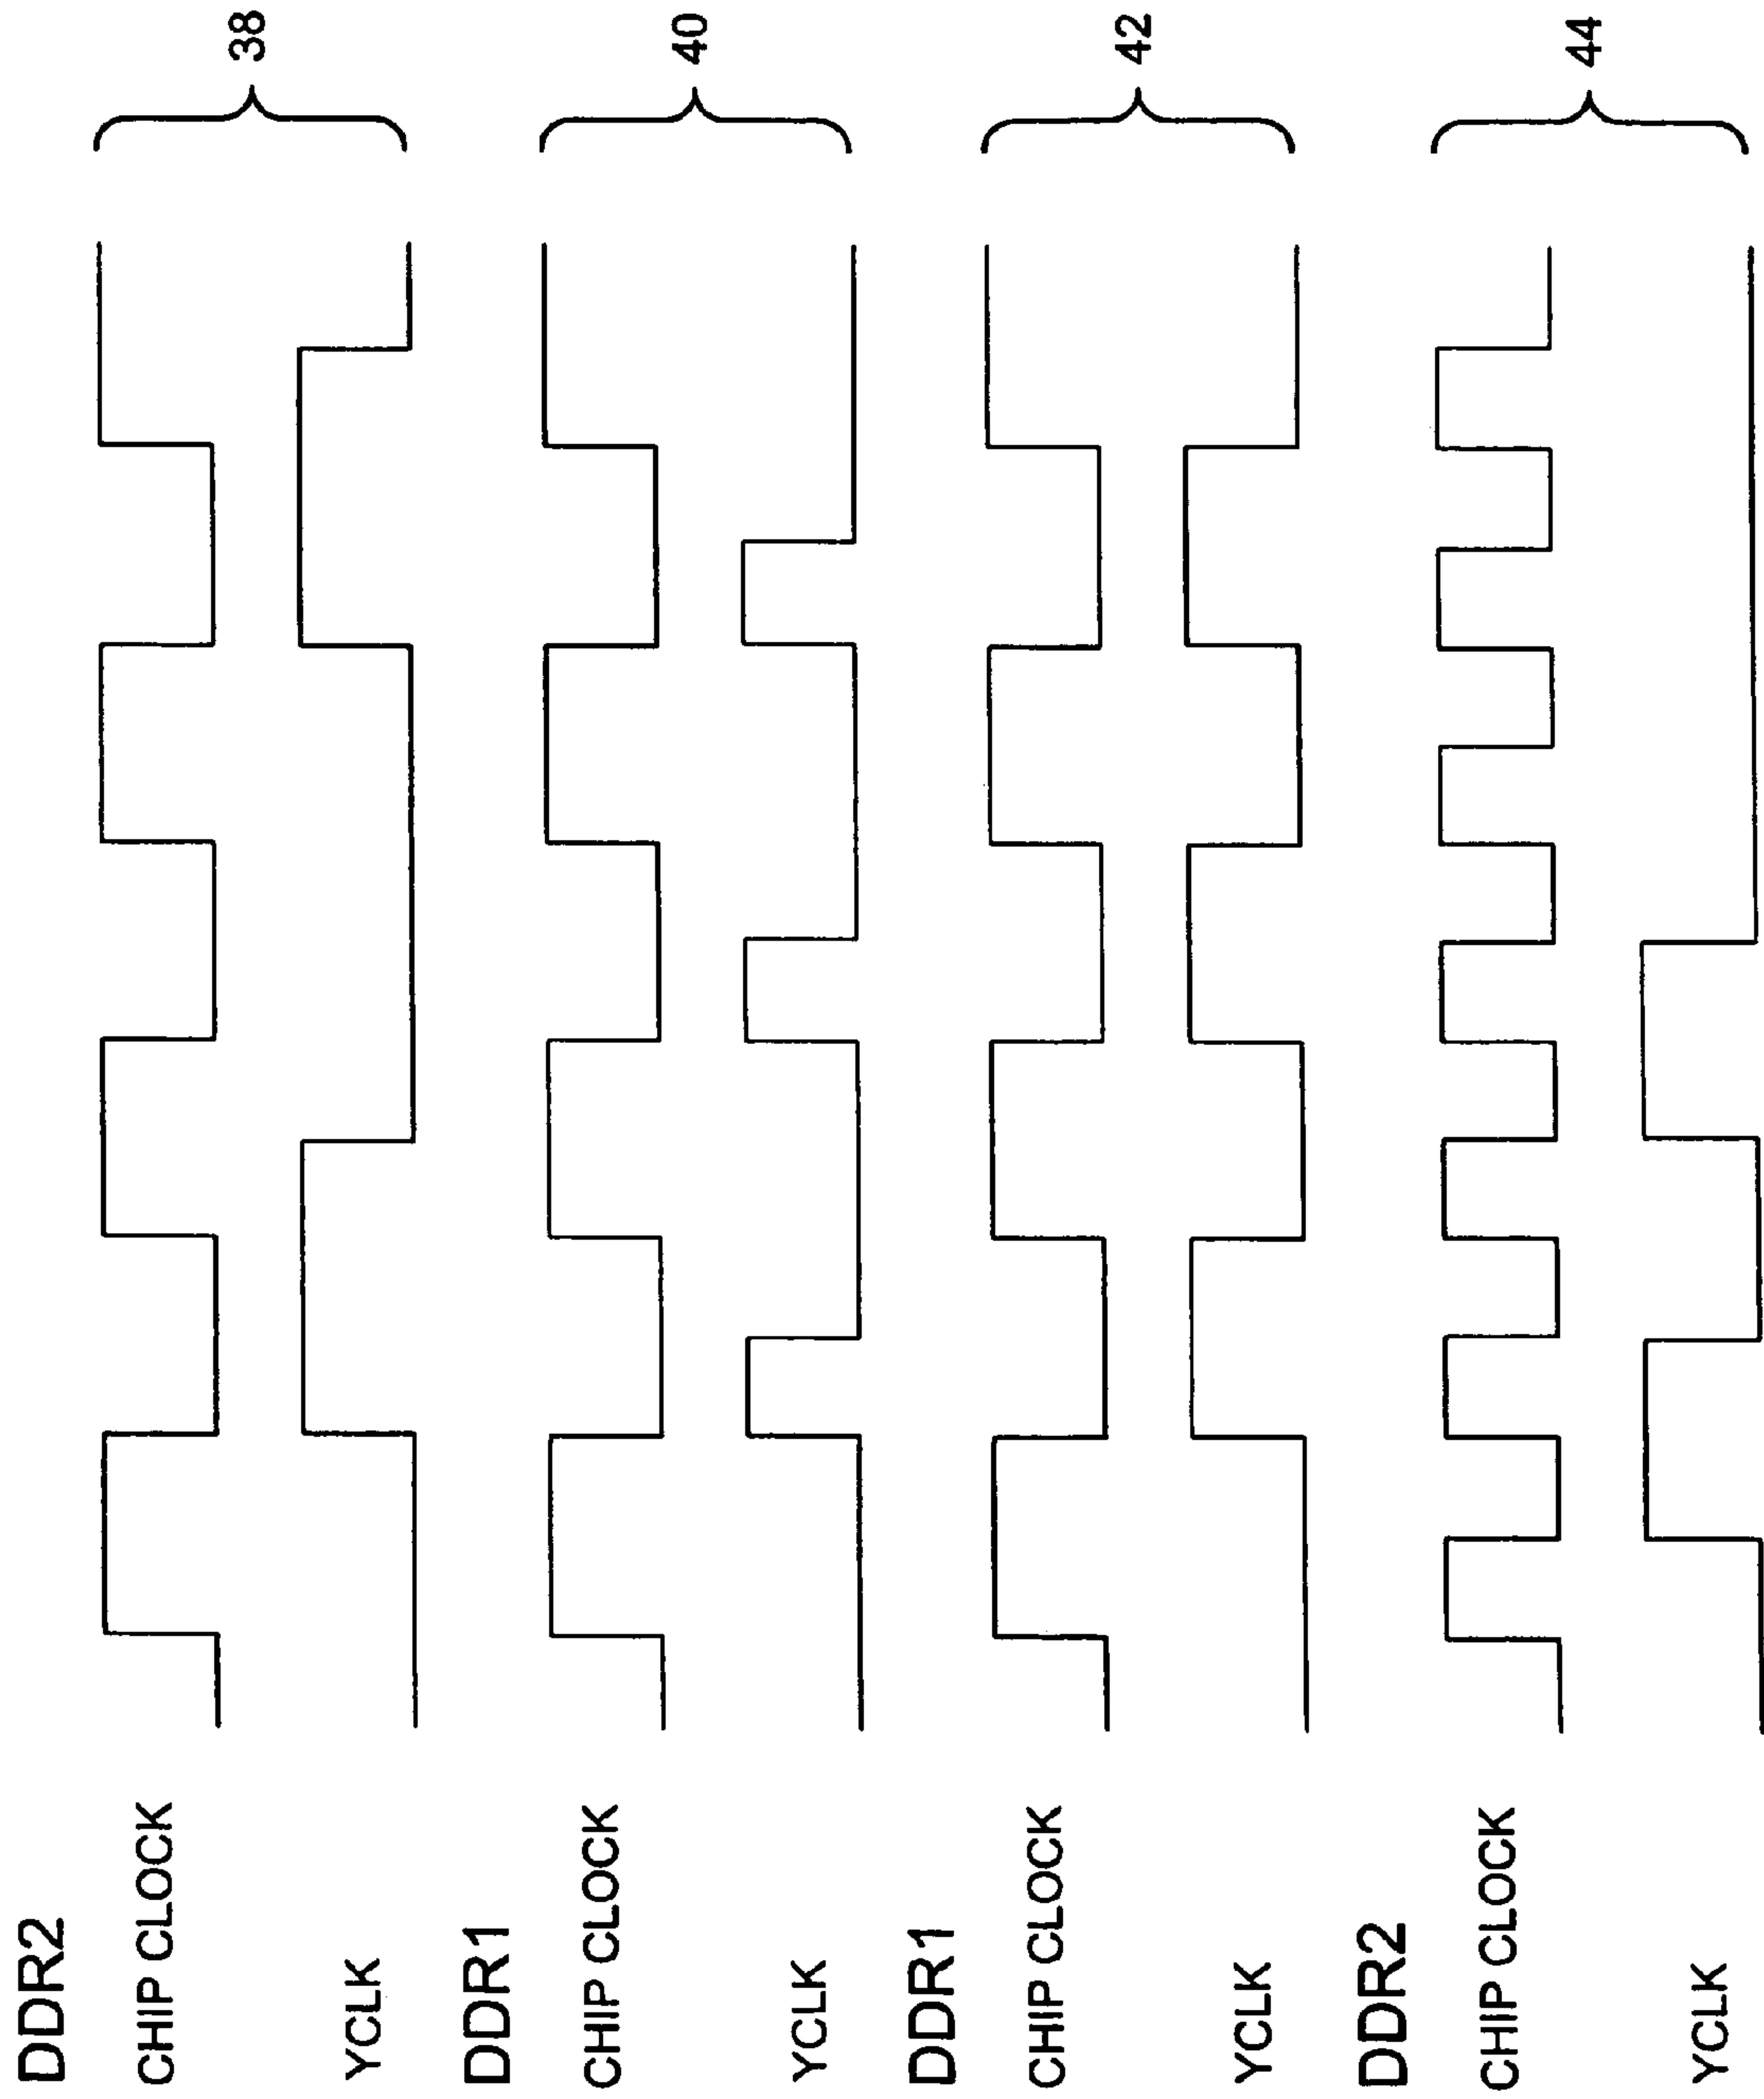 DDR2
CHIP CLOCK
YCLK
38
DDR1
CHIP CLOCK
YCLK
40
DDR1
CHIP CLOCK
YCLK
42
DDR2
CHIP CLOCK
YCLK
44